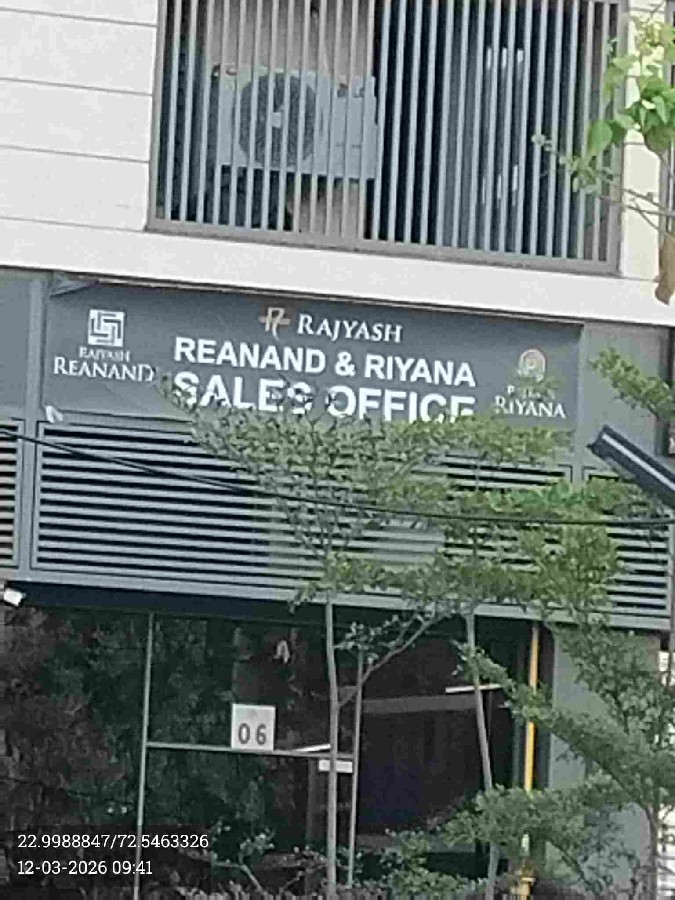 RAJYASH
REANAND & RIYANA
SALES OFFICE
RAJYASH
REANAND
RIYANA
06
22.9988847/72.5463326
12-03-2026 09:41